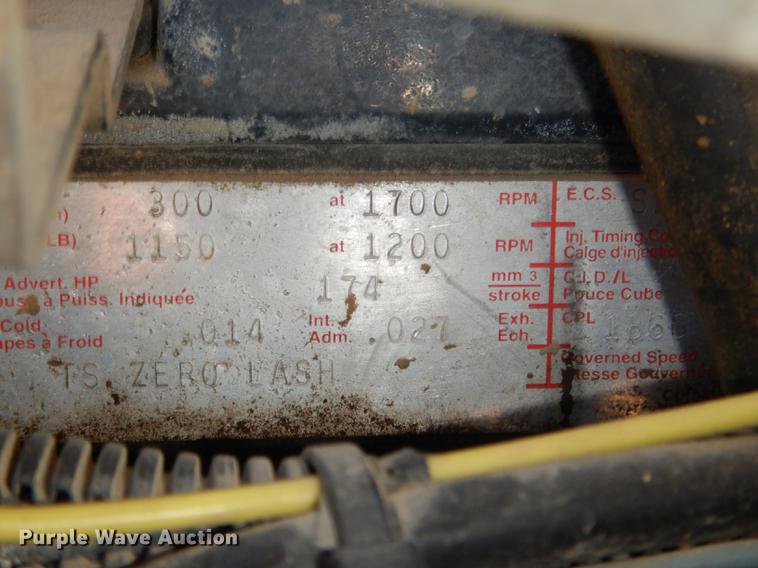 300 at 1700 RPM E.C.S.
LB) 1150 at 1200 RPM Inj. Timing
Calge d'injection
Advert. HP 174 mm 3 C.I.D./L
à Puiss. Indiquée stroke Pouce Cube
Cold, .014 Int. .027 Exh. CPL
à Froid Adm. Ech.
TS ZERO LASH Governed Speed
Purple Wave Auction